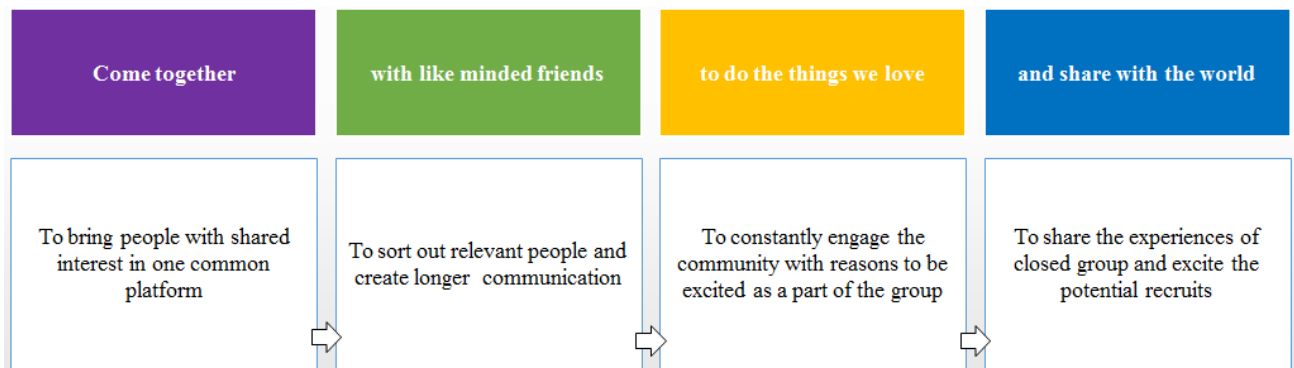 Come together
with like minded friends
to do the things we love
and share with the world
To bring people with shared
interest in one common
platform
To sort out relevant people and
create longer communication
To constantly engage the
community with reasons to be
excited as a part of the group
To share the experiences of
closed group and excite the
potential recruits